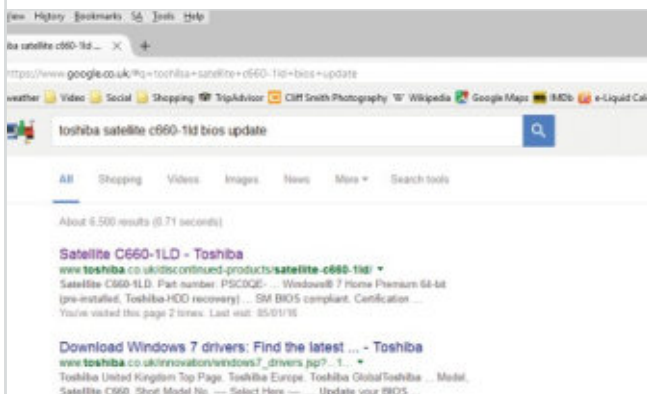 View History Bookmarks SA Tools Help
ba satellite c660-1ld ... × +
https://www.google.co.uk/#q=toshiba+satellite+c660-1ld+bios+update
weather Video Social Shopping TripAdvisor Cliff Smith Photography W Wikipedia Google Maps IMDb e-Liquid Cal
toshiba satellite c660-1ld bios update
All Shopping Videos Images News More Search tools
About 6,500 results (0.71 seconds)
Satellite C660-1LD - Toshiba
www.toshiba.co.uk/discontinued-products/satellite-c660-1ld/
Satellite C660-1LD. Part number: PSC0QE- ... Windows® 7 Home Premium 64-bit
(pre-installed, Toshiba-HDD recovery) ... SM BIOS compliant. Certification ...
You've visited this page 2 times. Last visit: 05/01/16
Download Windows 7 drivers: Find the latest ... - Toshiba
www.toshiba.co.uk/innovation/windows7_drivers.jsp?...1...
Toshiba United Kingdom Top Page. Toshiba Europe. Toshiba GlobalToshiba ... Model,
Satellite C660. Short Model No. --- Select Here --- ... Update your BIOS